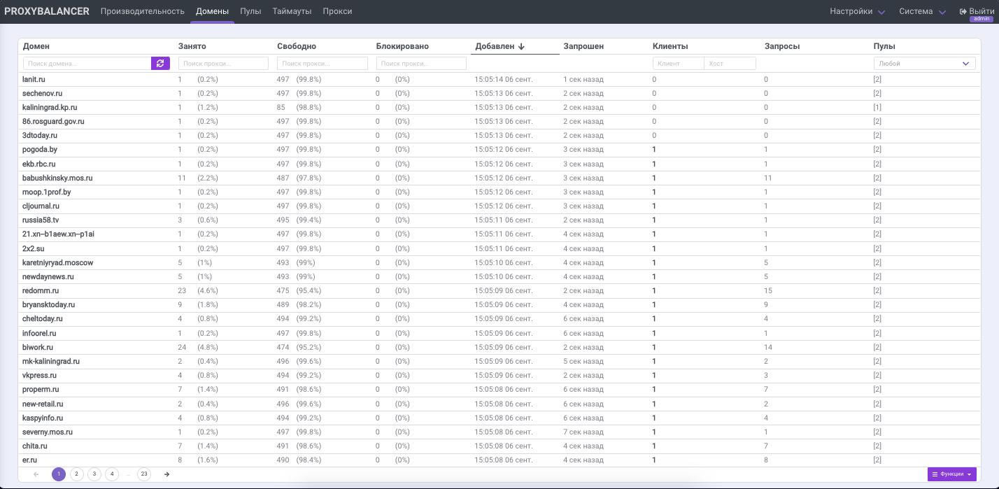 PROXYBALANCER Производительность Домены Пулы Таймауты Прокси Настройки Система Выйти
admin
Домен Занято Свободно Блокировано Добавлен Запрошен Клиенты Запросы Пулы
Поиск домена... Поиск прокси... Поиск прокси... Поиск прокси... Клиент Хост Любой
lanit.ru 1 (0.2%) 497 (99.8%) 0 (0%) 15:05:14 06 сент. 1 сек назад 0 0 [2]
sechenov.ru 1 (0.2%) 497 (99.8%) 0 (0%) 15:05:13 06 сент. 2 сек назад 0 0 [2]
kaliningrad.kp.ru 1 (1.2%) 85 (98.8%) 0 (0%) 15:05:13 06 сент. 2 сек назад 0 0 [1]
86.rosguard.gov.ru 1 (0.2%) 497 (99.8%) 0 (0%) 15:05:13 06 сент. 2 сек назад 0 0 [2]
3dtoday.ru 1 (0.2%) 497 (99.8%) 0 (0%) 15:05:13 06 сент. 2 сек назад 0 0 [2]
pogoda.by 1 (0.2%) 497 (99.8%) 0 (0%) 15:05:12 06 сент. 3 сек назад 1 1 [2]
ekb.rbc.ru 1 (0.2%) 497 (99.8%) 0 (0%) 15:05:12 06 сент. 3 сек назад 1 1 [2]
babushkinsky.mos.ru 11 (2.2%) 487 (97.8%) 0 (0%) 15:05:12 06 сент. 3 сек назад 1 11 [2]
moop.1prof.by 1 (0.2%) 497 (99.8%) 0 (0%) 15:05:12 06 сент. 3 сек назад 1 1 [2]
cljournal.ru 1 (0.2%) 497 (99.8%) 0 (0%) 15:05:12 06 сент. 3 сек назад 1 1 [2]
russia58.tv 3 (0.6%) 495 (99.4%) 0 (0%) 15:05:11 06 сент. 2 сек назад 1 1 [2]
21.xn--b1aew.xn--p1ai 1 (0.2%) 497 (99.8%) 0 (0%) 15:05:11 06 сент. 4 сек назад 1 1 [2]
2x2.su 1 (0.2%) 497 (99.8%) 0 (0%) 15:05:11 06 сент. 4 сек назад 1 1 [2]
karetniyryad.moscow 5 (1%) 493 (99%) 0 (0%) 15:05:10 06 сент. 4 сек назад 1 5 [2]
newdaynews.ru 5 (1%) 493 (99%) 0 (0%) 15:05:10 06 сент. 4 сек назад 1 5 [2]
redomm.ru 23 (4.6%) 475 (95.4%) 0 (0%) 15:05:09 06 сент. 2 сек назад 1 15 [2]
bryansktoday.ru 9 (1.8%) 489 (98.2%) 0 (0%) 15:05:09 06 сент. 4 сек назад 1 9 [2]
cheltoday.ru 4 (0.8%) 494 (99.2%) 0 (0%) 15:05:09 06 сент. 6 сек назад 1 4 [2]
infoorel.ru 1 (0.2%) 497 (99.8%) 0 (0%) 15:05:09 06 сент. 6 сек назад 1 1 [2]
biwork.ru 24 (4.8%) 474 (95.2%) 0 (0%) 15:05:09 06 сент. 2 сек назад 1 14 [2]
mk-kaliningrad.ru 2 (0.4%) 496 (99.6%) 0 (0%) 15:05:09 06 сент. 5 сек назад 1 2 [2]
vkpress.ru 4 (0.8%) 494 (99.2%) 0 (0%) 15:05:09 06 сент. 2 сек назад 1 3 [2]
properm.ru 7 (1.4%) 491 (98.6%) 0 (0%) 15:05:08 06 сент. 6 сек назад 1 7 [2]
new-retail.ru 2 (0.4%) 496 (99.6%) 0 (0%) 15:05:08 06 сент. 6 сек назад 1 2 [2]
kaspyinfo.ru 4 (0.8%) 494 (99.2%) 0 (0%) 15:05:08 06 сент. 6 сек назад 1 4 [2]
severny.mos.ru 1 (0.2%) 497 (99.8%) 0 (0%) 15:05:08 06 сент. 7 сек назад 1 1 [2]
chita.ru 7 (1.4%) 491 (98.6%) 0 (0%) 15:05:08 06 сент. 4 сек назад 1 7 [2]
er.ru 8 (1.6%) 490 (98.4%) 0 (0%) 15:05:08 06 сент. 4 сек назад 1 8 [2]
← 1 2 3 4 ... 23 → Функции